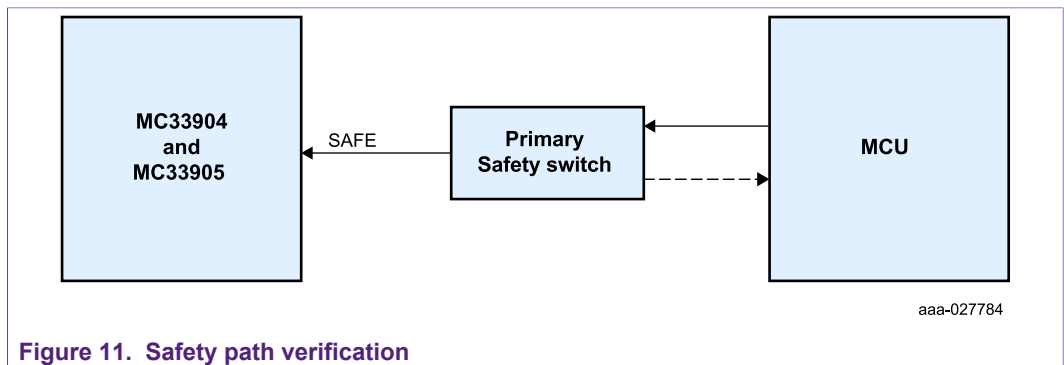 MC33904
and
MC33905
SAFE
Primary
Safety switch
MCU
aaa-027784
Figure 11. Safety path verification